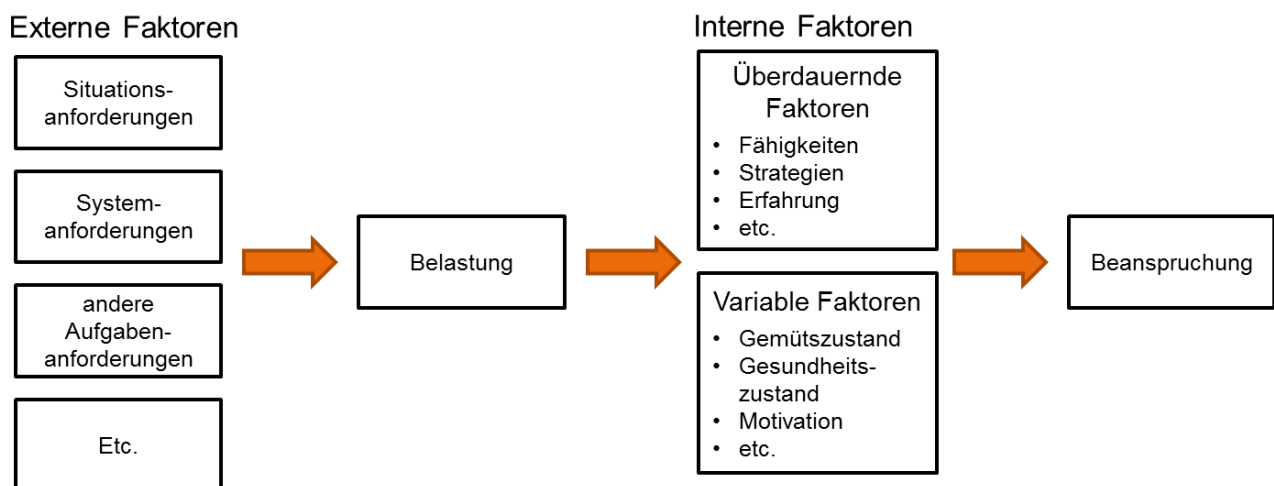 Externe Faktoren
Situations-
anforderungen
System-
anforderungen
andere
Aufgaben-
anforderungen
Etc.
Belastung
Interne Faktoren
Überdauernde
Faktoren
• Fähigkeiten
• Strategien
• Erfahrung
• etc.
Variable Faktoren
• Gemütszustand
• Gesundheits-
zustand
• Motivation
• etc.
Beanspruchung